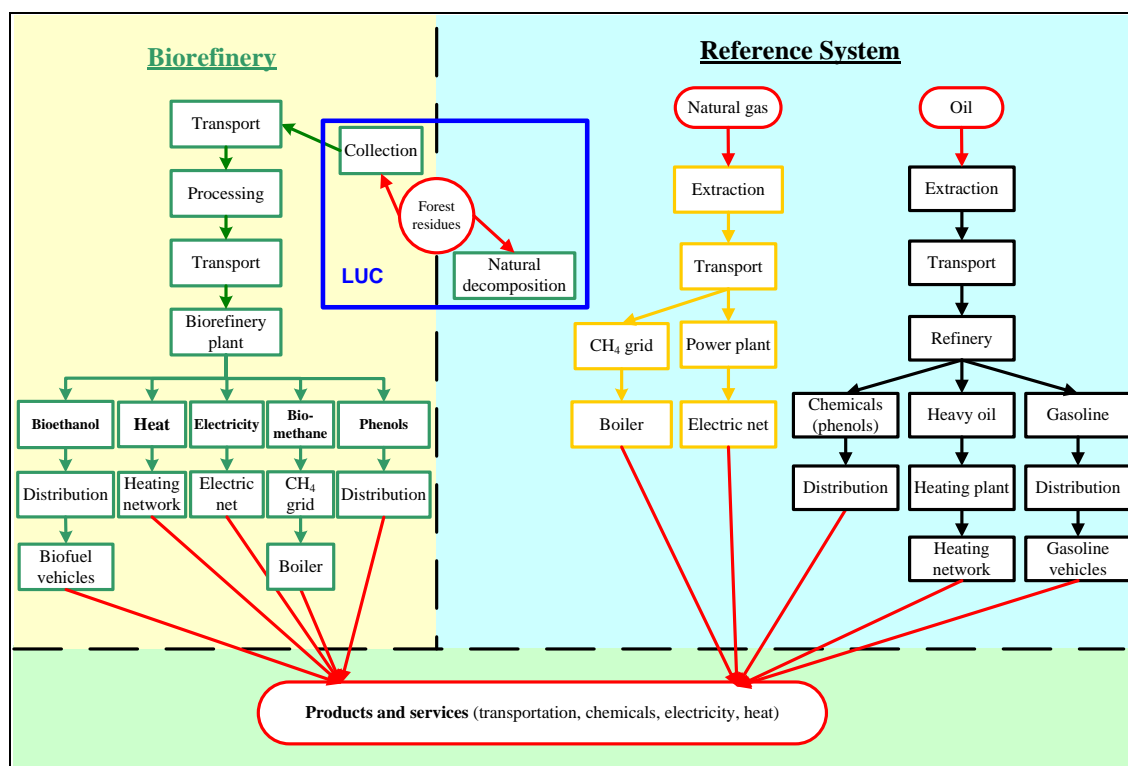 Biorefinery
Reference System
Transport
Collection
Processing
Forest
residues
Transport
LUC
Natural
decomposition
Biorefinery
plant
Bioethanol
Heat
Electricity
Bio-
methane
Phenols
Distribution
Heating
network
Electric
net
CH₄
grid
Distribution
Biofuel
vehicles
Boiler
Natural gas
Oil
Extraction
Extraction
Transport
Transport
CH₄ grid
Power plant
Refinery
Boiler
Electric net
Chemicals
(phenols)
Heavy oil
Gasoline
Distribution
Heating plant
Distribution
Heating
network
Gasoline
vehicles
Products and services (transportation, chemicals, electricity, heat)